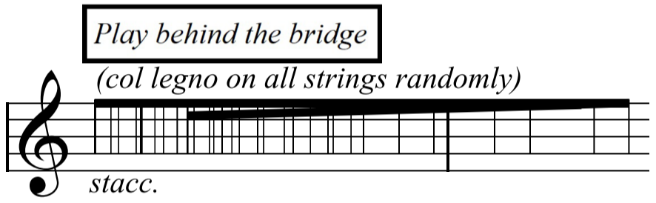 Play behind the bridge
(col legno on all strings randomly)
stacc.